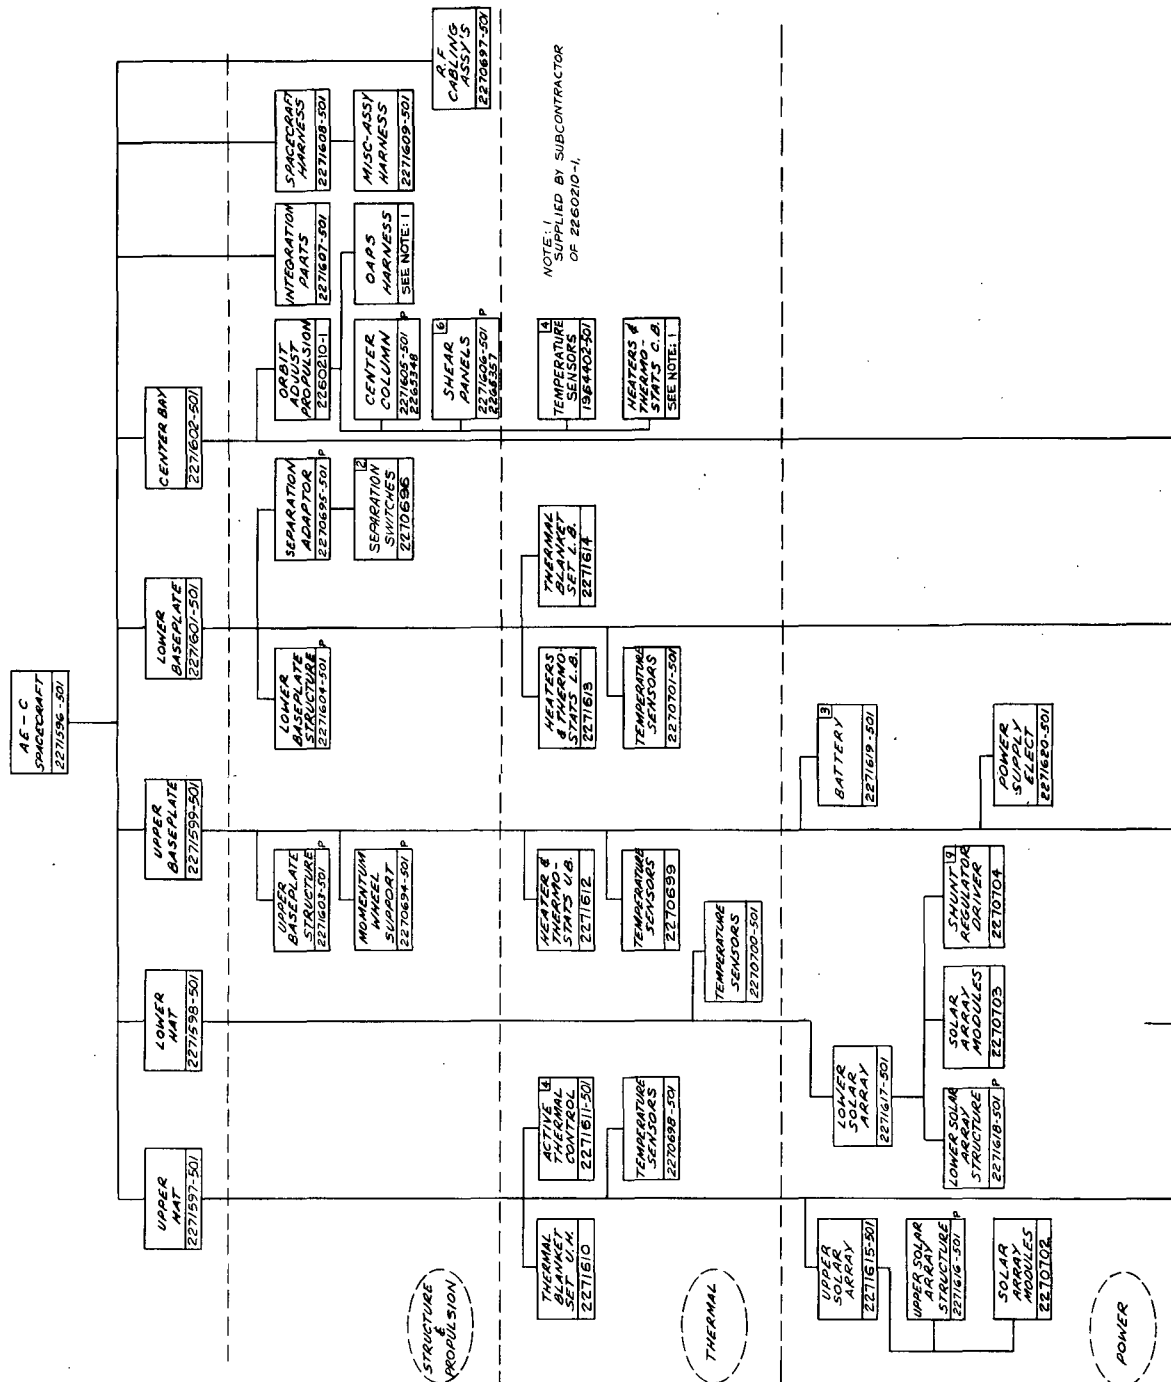 AE-C
SPACECRAFT
2271596-501
UPPER
HAT
2271597-501
LOWER
HAT
2271598-501
UPPER
BASEPLATE
2271599-501
LOWER
BASEPLATE
2271601-501
CENTER BAY
2271602-501
STRUCTURE
&
PROPULSION
UPPER
BASEPLATE
STRUCTURE
2271603-501 P
MOMENTUM
WHEEL
SUPPORT
2270694-501 P
LOWER
BASEPLATE
STRUCTURE
2271604-501 P
SEPARATION
ADAPTOR
2270695-501 P
2
SEPARATION
SWITCHES
2270696
ORBIT
ADJUST
PROPULSION
2260210-1
INTEGRATION
PARTS
2271607-501
SPACECRAFT
HARNESS
2271608-501
CENTER
COLUMN
2271605-501 P
2265348
OAPS
HARNESS
SEE NOTE: 1
MISC-ASSY
HARNESS
2271609-501
6
SHEAR
PANELS
2271606-501 P
2265357
R.F
CABLING
ASSY'S
2270697-501
THERMAL
THERMAL
BLANKET
SET U.H.
2271610
4
ACTIVE
THERMAL
CONTROL
2271611-501
TEMPERATURE
SENSORS
2270698-501
TEMPERATURE
SENSORS
2270700-501
HEATER &
THERMO-
STATS U.B.
2271612
TEMPERATURE
SENSORS
2270699
HEATERS
& THERMO-
STATS L.B.
2271613
THERMAL
BLANKET
SET L.B.
2271614
TEMPERATURE
SENSORS
2270701-501
4
TEMPERATURE
SENSORS
1964402-501
HEATERS &
THERMO-
STATS C.B.
SEE NOTE: 1
NOTE: 1
SUPPLIED BY SUBCONTRACTOR
OF 2260210-1,
POWER
UPPER
SOLAR
ARRAY
2271615-501
UPPER SOLAR
ARRAY
STRUCTURE
2271616-501 P
SOLAR
ARRAY
MODULES
2270702
LOWER
SOLAR
ARRAY
2271617-501
LOWER SOLAR
ARRAY
STRUCTURE
2271618-501 P
SOLAR
ARRAY
MODULES
2270703
9
SHUNT
REGULATOR
DRIVER
2270704
3
BATTERY
2271619-501
POWER
SUPPLY
ELECT
2271620-501